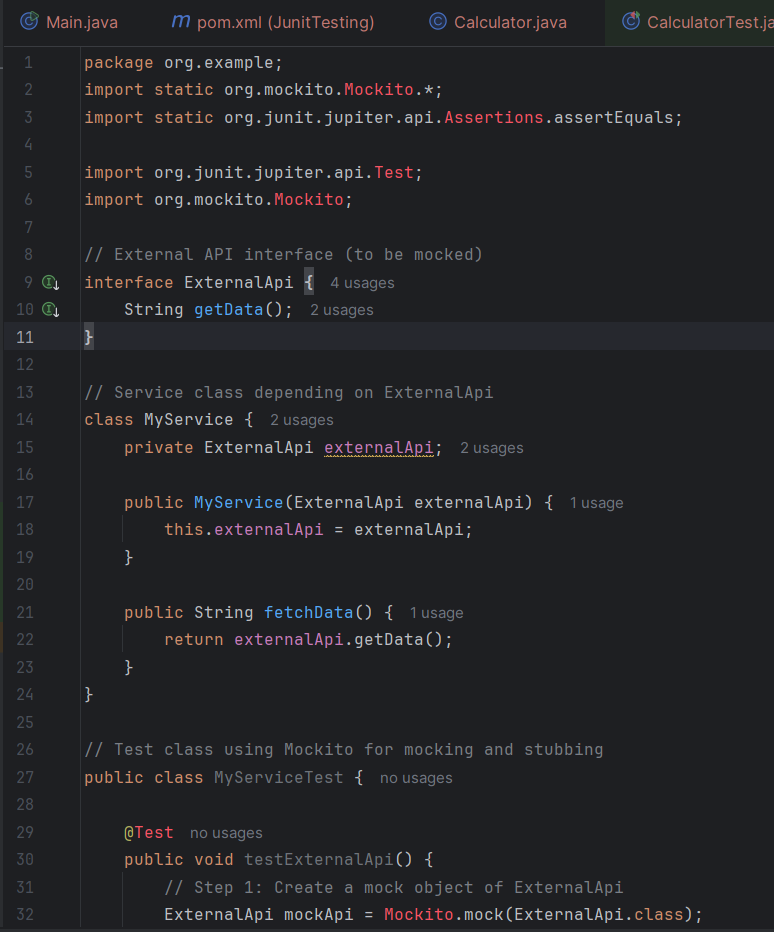 Main.java pom.xml (JunitTesting) Calculator.java CalculatorTest.ja
1 package org.example;
2 import static org.mockito.Mockito.*;
3 import static org.junit.jupiter.api.Assertions.assertEquals;
4
5 import org.junit.jupiter.api.Test;
6 import org.mockito.Mockito;
7
8 // External API interface (to be mocked)
9 interface ExternalApi { 4 usages
10 String getData(); 2 usages
11 }
12
13 // Service class depending on ExternalApi
14 class MyService { 2 usages
15 private ExternalApi externalApi; 2 usages
16
17 public MyService(ExternalApi externalApi) { 1 usage
18 this.externalApi = externalApi;
19 }
20
21 public String fetchData() { 1 usage
22 return externalApi.getData();
23 }
24 }
25
26 // Test class using Mockito for mocking and stubbing
27 public class MyServiceTest { no usages
28
29 @Test no usages
30 public void testExternalApi() {
31 // Step 1: Create a mock object of ExternalApi
32 ExternalApi mockApi = Mockito.mock(ExternalApi.class);